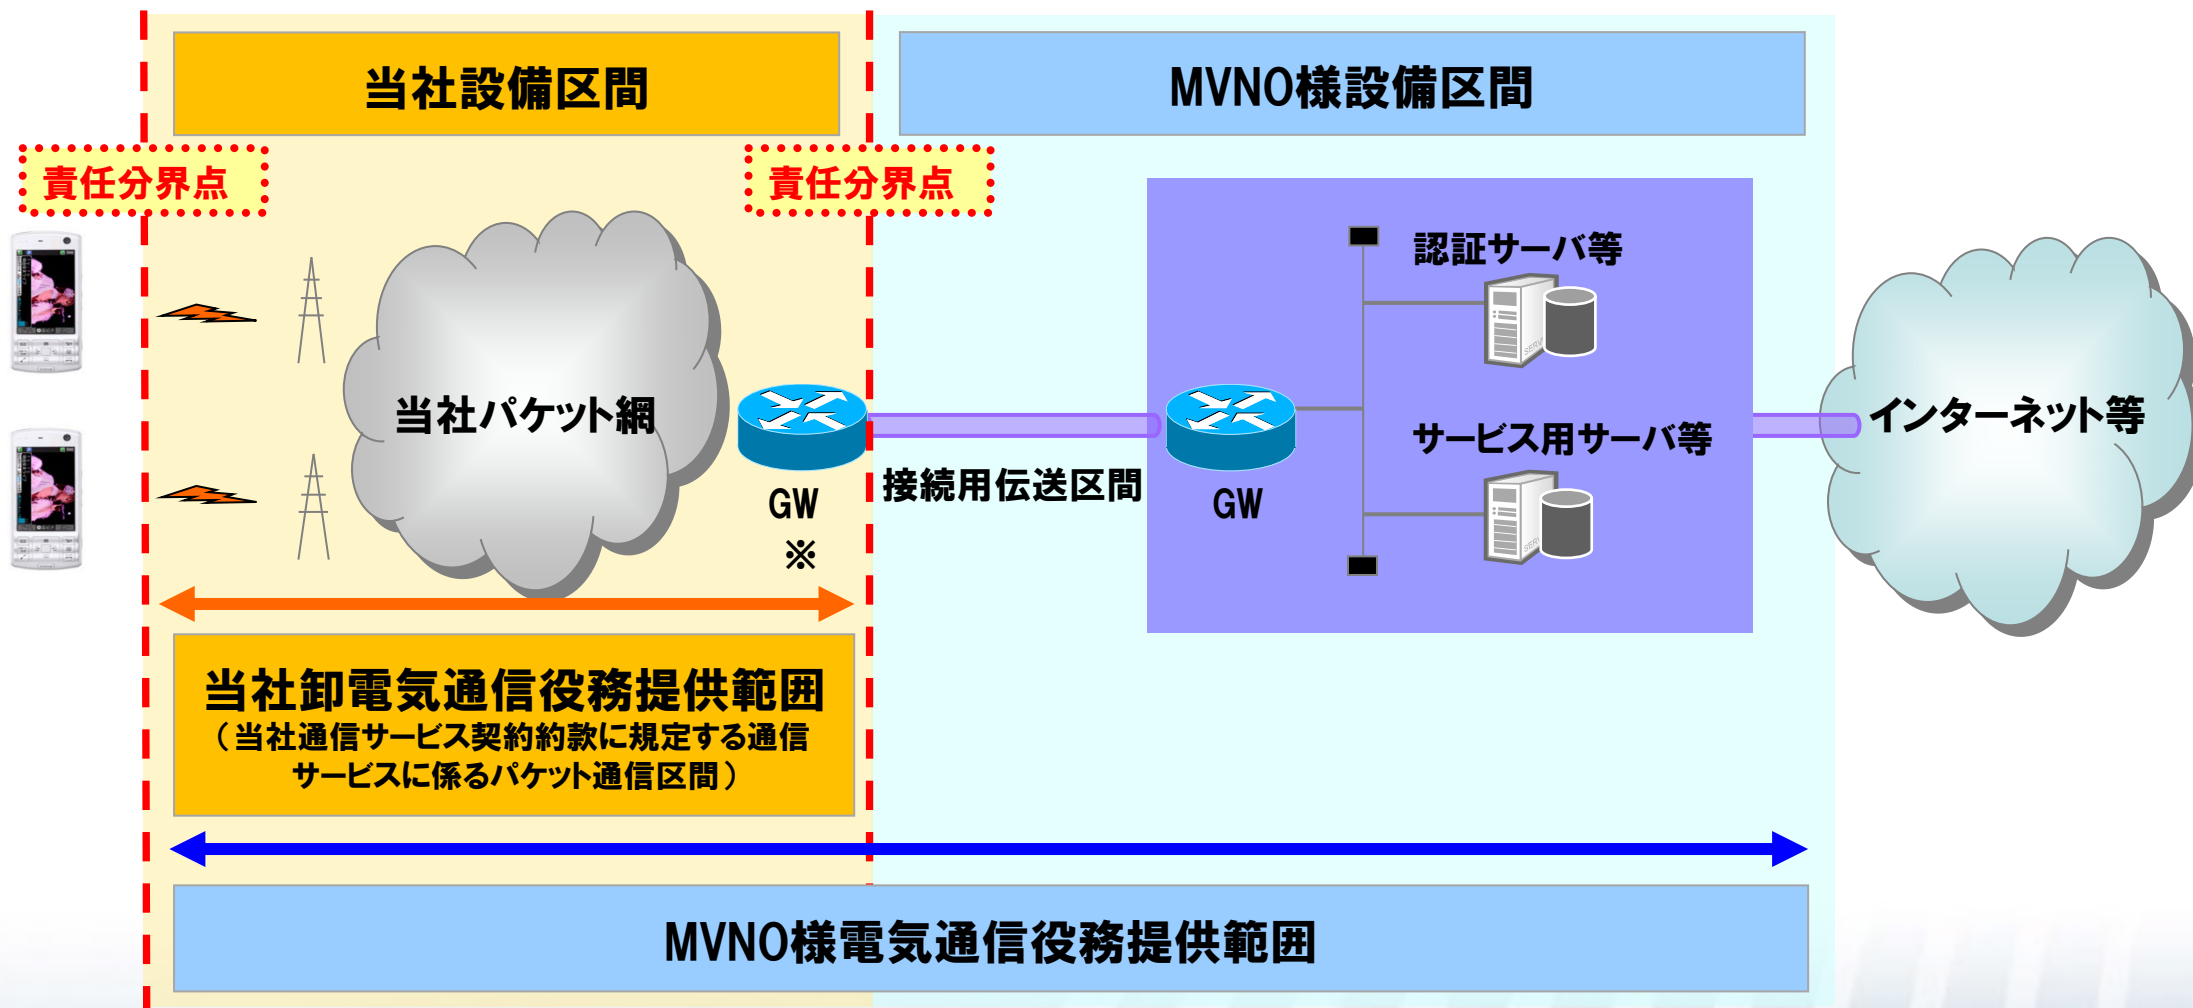 当社設備区間
MVNO様設備区間
責任分界点
責任分界点
認証サーバ等
当社パケット網
インターネット等
サービス用サーバ等
接続用伝送区間
GW
GW
※
当社卸電気通信役務提供範囲
（当社通信サービス契約約款に規定する通信
サービスに係るパケット通信区間）
MVNO様電気通信役務提供範囲